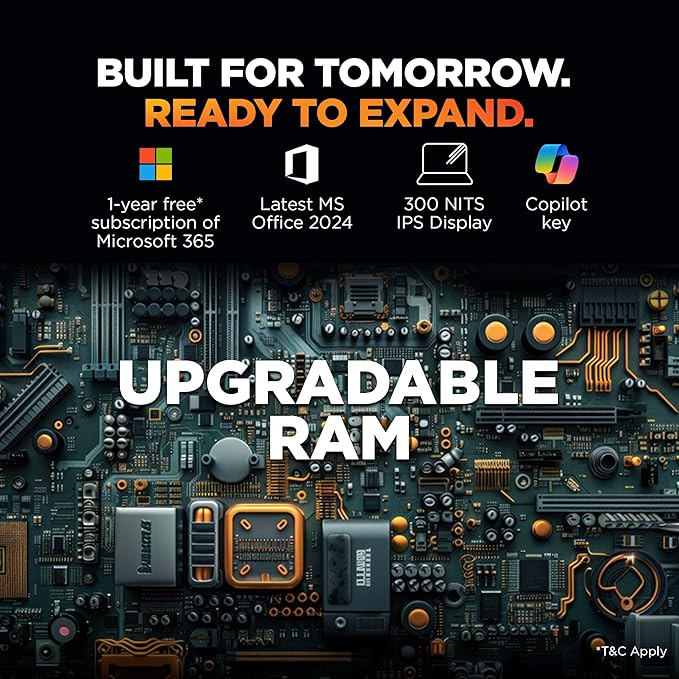 BUILT FOR TOMORROW.
READY TO EXPAND.
1-year free*
subscription of
Microsoft 365
Latest MS
Office 2024
300 NITS
IPS Display
Copilot
key
UPGRADABLE
RAM
*T&C Apply